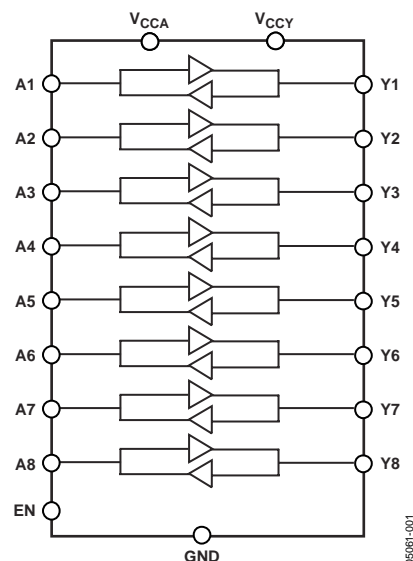 VCCA VCCY
A1 Y1
A2 Y2
A3 Y3
A4 Y4
A5 Y5
A6 Y6
A7 Y7
A8 Y8
EN
GND
05061-001